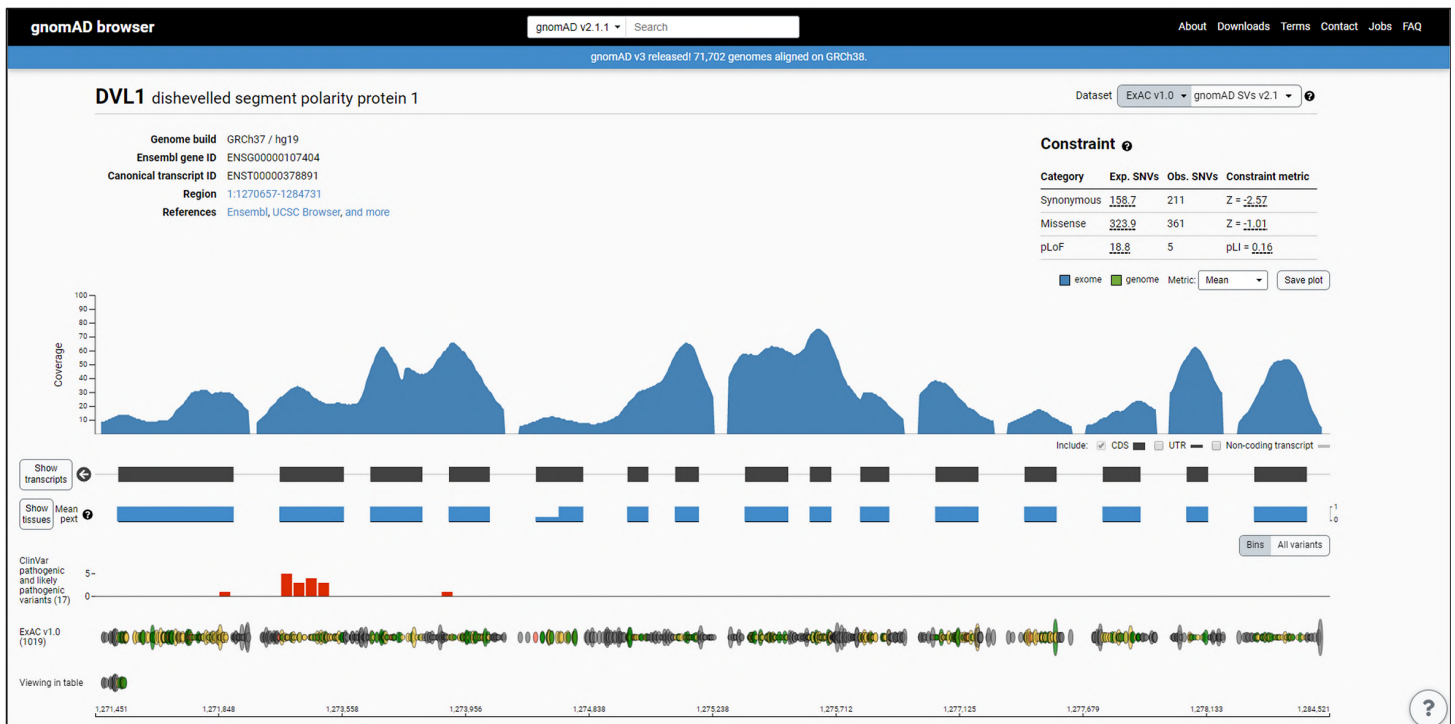 gnomAD browser
gnomAD v2.1.1 Search
About Downloads Terms Contact Jobs FAQ
gnomAD v3 released! 71,702 genomes aligned on GRCh38.
DVL1 dishevelled segment polarity protein 1
Dataset ExAC v1.0 gnomAD SVs v2.1 ?
Genome build GRCh37 / hg19
Ensembl gene ID ENSG00000107404
Canonical transcript ID ENST00000378891
Region 1:1270657-1284731
References Ensembl, UCSC Browser, and more
Constraint ?
Category Exp. SNVs Obs. SNVs Constraint metric
Synonymous 158.7 211 Z = -2.57
Missense 323.9 361 Z = -1.01
pLoF 18.8 5 pLI = 0.16
exome genome Metric: Mean Save plot
100
90
80
70
60
50
40
30
20
10
Coverage
Include: CDS UTR Non-coding transcript
Show
transcripts
Show
tissues
Mean
pext ?
1
0
Bins All variants
ClinVar
pathogenic
and likely
pathogenic
variants (17)
5
0
ExAC v1.0
(1019)
Viewing in table
1,271,451 1,271,848 1,273,558 1,273,956 1,274,838 1,275,238 1,275,712 1,277,125 1,277,679 1,278,133 1,284,521
?